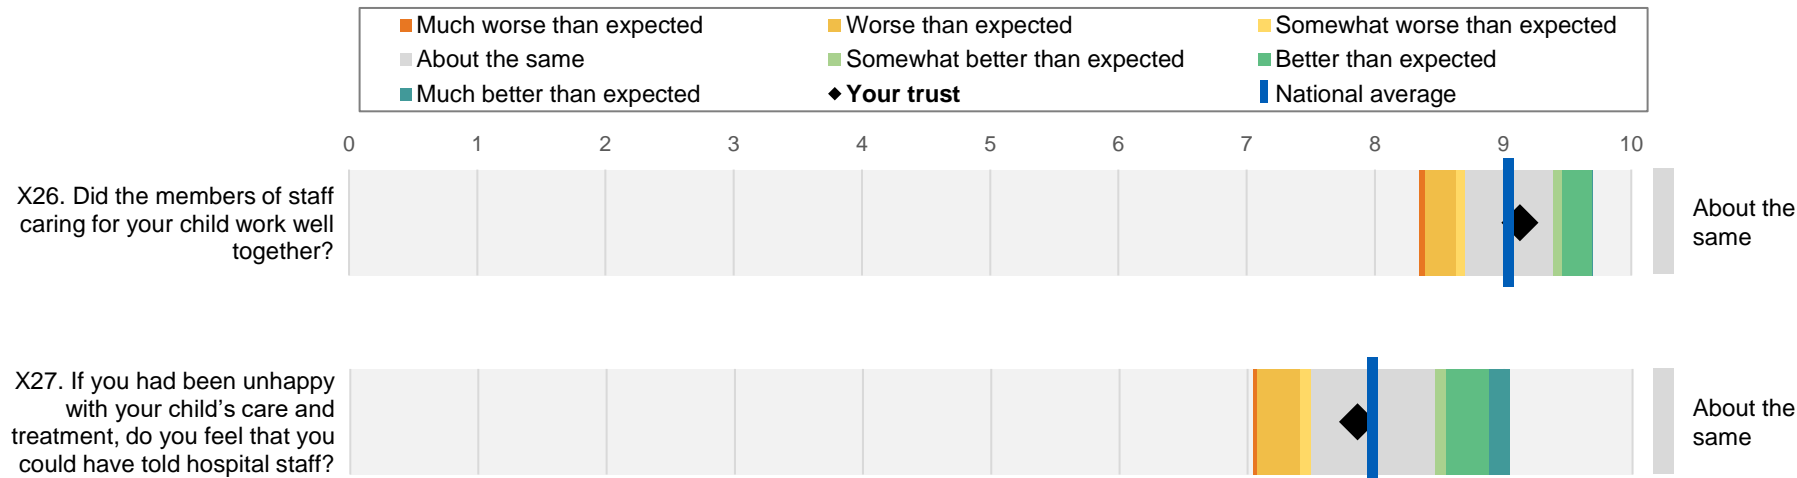 Much worse than expected
Worse than expected
Somewhat worse than expected
About the same
Somewhat better than expected
Better than expected
Much better than expected
Your trust
National average
0 1 2 3 4 5 6 7 8 9 10
X26. Did the members of staff
caring for your child work well
together?
About the
same
X27. If you had been unhappy
with your child’s care and
treatment, do you feel that you
could have told hospital staff?
About the
same